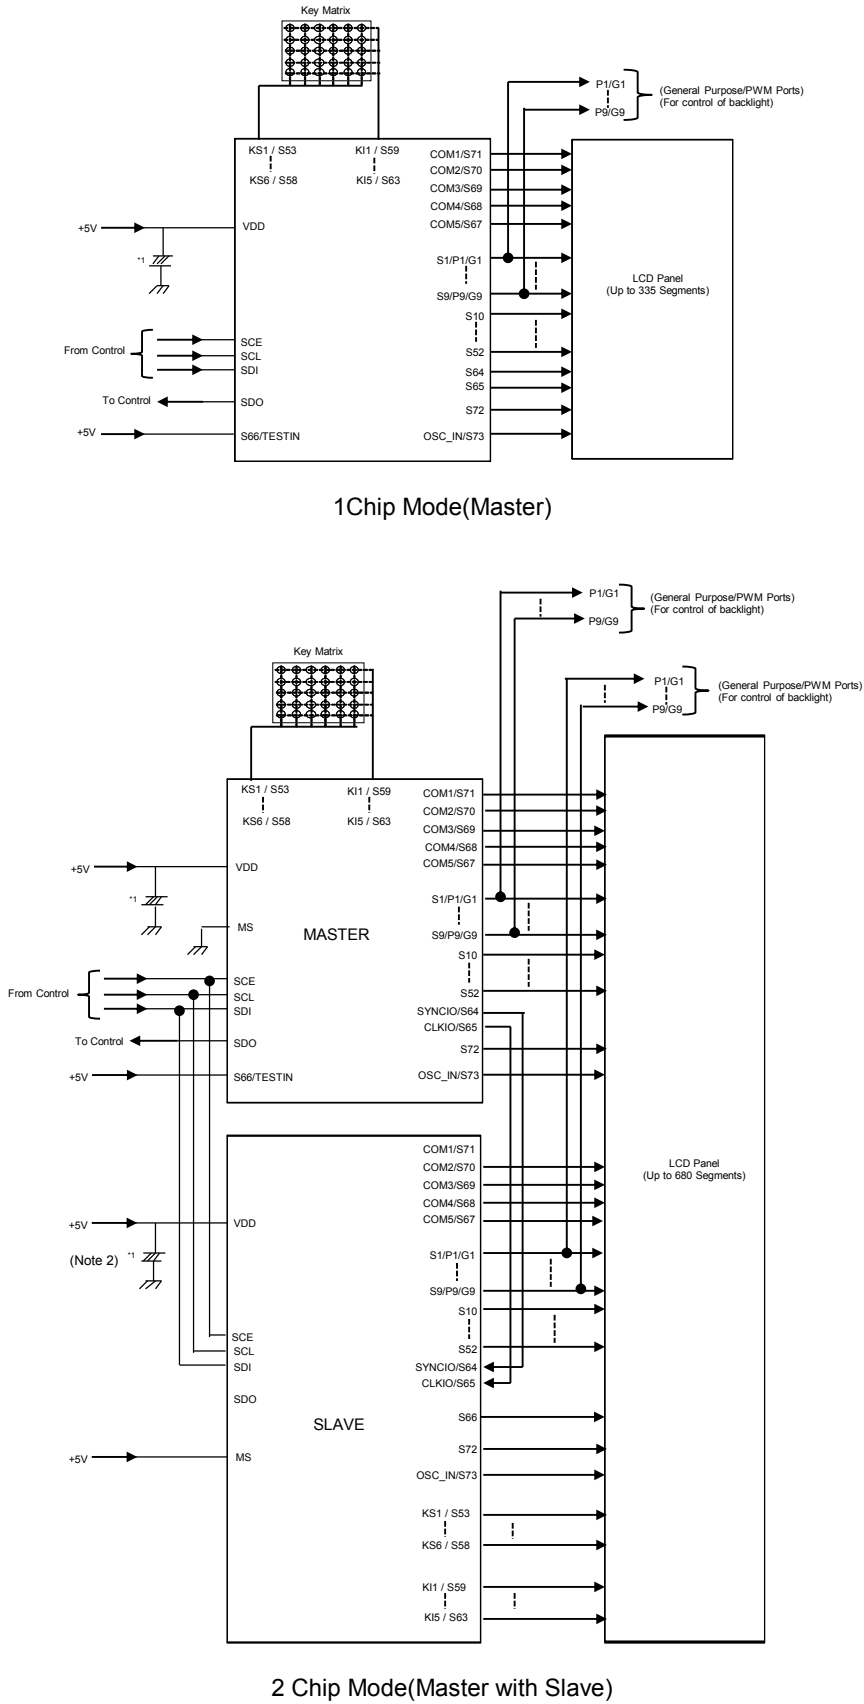 Key Matrix
P1/G1
P9/G9
(General Purpose/PWM Ports)
(For control of backlight)
KS1 / S53
KS6 / S58
KI1 / S59
KI5 / S63
COM1/S71
COM2/S70
COM3/S69
COM4/S68
COM5/S67
+5V
VDD
*1
S1/P1/G1
S9/P9/G9
S10
S52
S64
S65
S72
OSC_IN/S73
LCD Panel
(Up to 335 Segments)
From Control
SCE
SCL
SDI
To Control
SDO
+5V
S66/TESTIN
1Chip Mode(Master)
P1/G1
P9/G9
(General Purpose/PWM Ports)
(For control of backlight)
Key Matrix
P1/G1
P9/G9
(General Purpose/PWM Ports)
(For control of backlight)
KS1 / S53
KS6 / S58
KI1 / S59
KI5 / S63
COM1/S71
COM2/S70
COM3/S69
COM4/S68
COM5/S67
+5V
VDD
*1
MS
MASTER
S1/P1/G1
S9/P9/G9
S10
S52
SYNCIO/S64
CLKIO/S65
S72
OSC_IN/S73
From Control
SCE
SCL
SDI
To Control
SDO
+5V
S66/TESTIN
LCD Panel
(Up to 680 Segments)
COM1/S71
COM2/S70
COM3/S69
COM4/S68
COM5/S67
+5V
VDD
(Note 2)
*1
S1/P1/G1
S9/P9/G9
S10
S52
SYNCIO/S64
CLKIO/S65
SCE
SCL
SDI
SDO
SLAVE
+5V
MS
S66
S72
OSC_IN/S73
KS1 / S53
KS6 / S58
KI1 / S59
KI5 / S63
2 Chip Mode(Master with Slave)